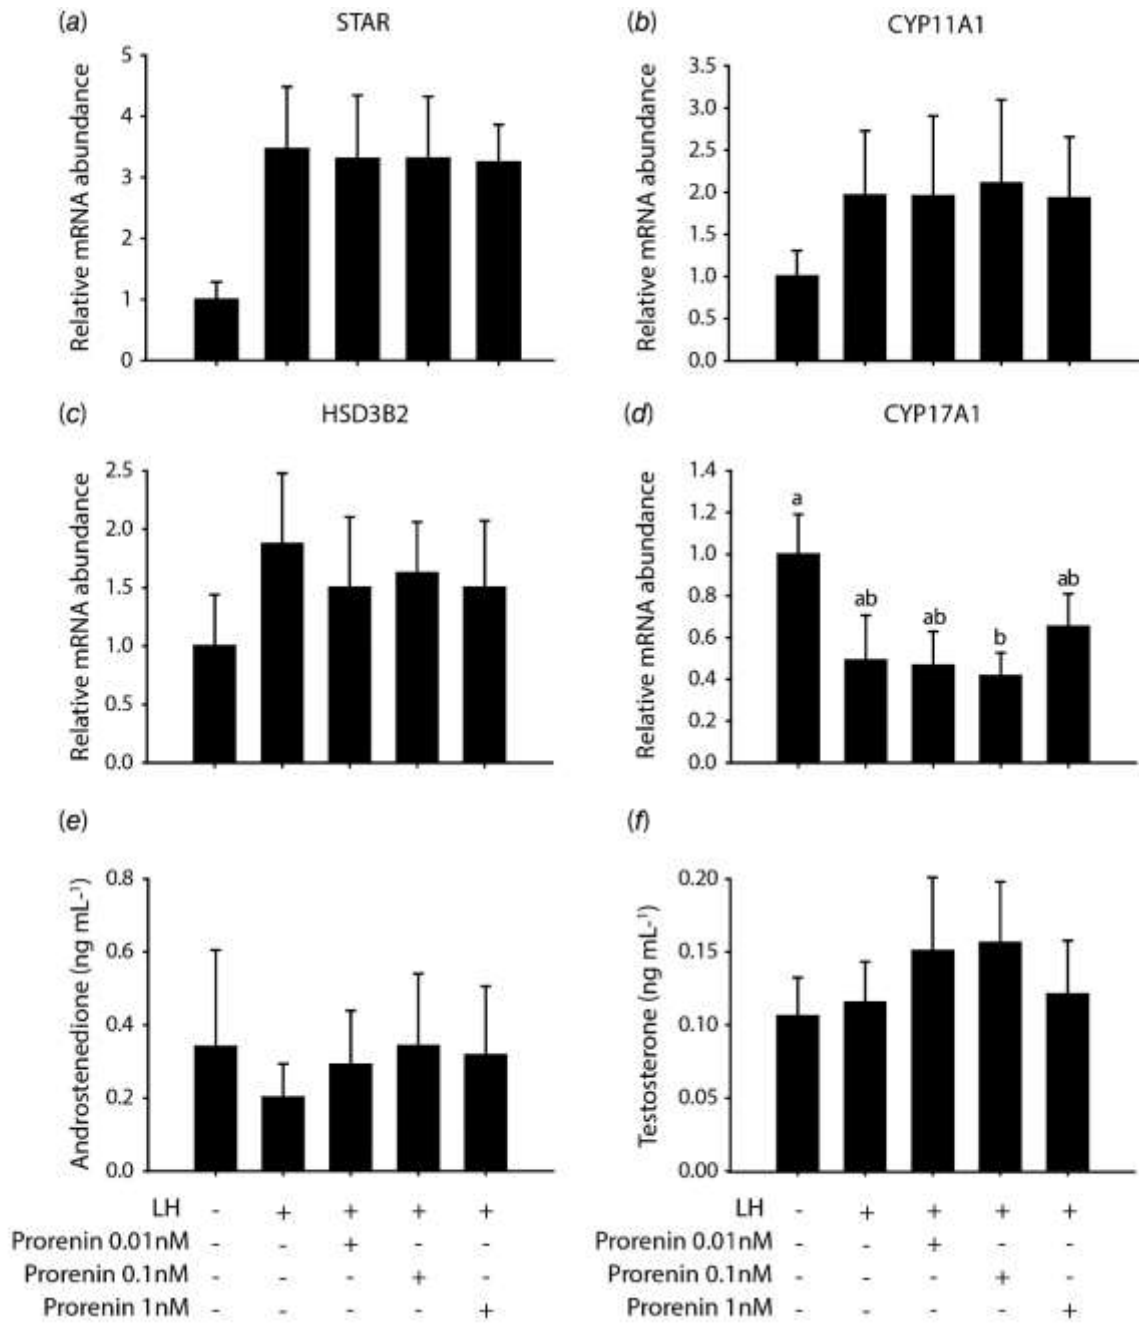 (a) STAR
5
4
3
2
1
0
Relative mRNA abundance
(b) CYP11A1
3.5
3.0
2.5
2.0
1.5
1.0
0.5
0.0
Relative mRNA abundance
(c) HSD3B2
2.5
2.0
1.5
1.0
0.5
0.0
Relative mRNA abundance
(d) CYP17A1
1.4
1.2
1.0
0.8
0.6
0.4
0.2
0.0
Relative mRNA abundance
a
ab
ab
b
ab
(e)
0.8
0.6
0.4
0.2
0.0
Androstenedione (ng mL-1)
(f)
0.20
0.15
0.10
0.05
0.00
Testosterone (ng mL-1)
LH - + + + +
Prorenin 0.01nM - - + - -
Prorenin 0.1nM - - - + -
Prorenin 1nM - - - - +
LH - + + + +
Prorenin 0.01nM - - + - -
Prorenin 0.1nM - - - + -
Prorenin 1nM - - - - +